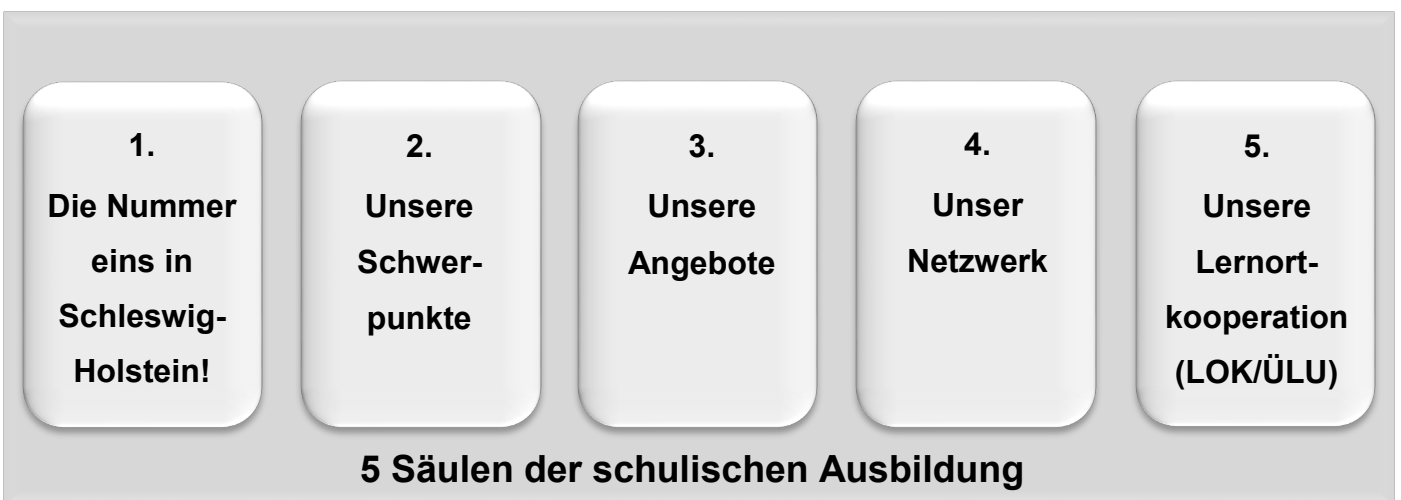 1.
Die Nummer
eins in
Schleswig-
Holstein!
2.
Unsere
Schwer-
punkte
3.
Unsere
Angebote
4.
Unser
Netzwerk
5.
Unsere
Lernort-
kooperation
(LOK/ÜLU)
5 Säulen der schulischen Ausbildung